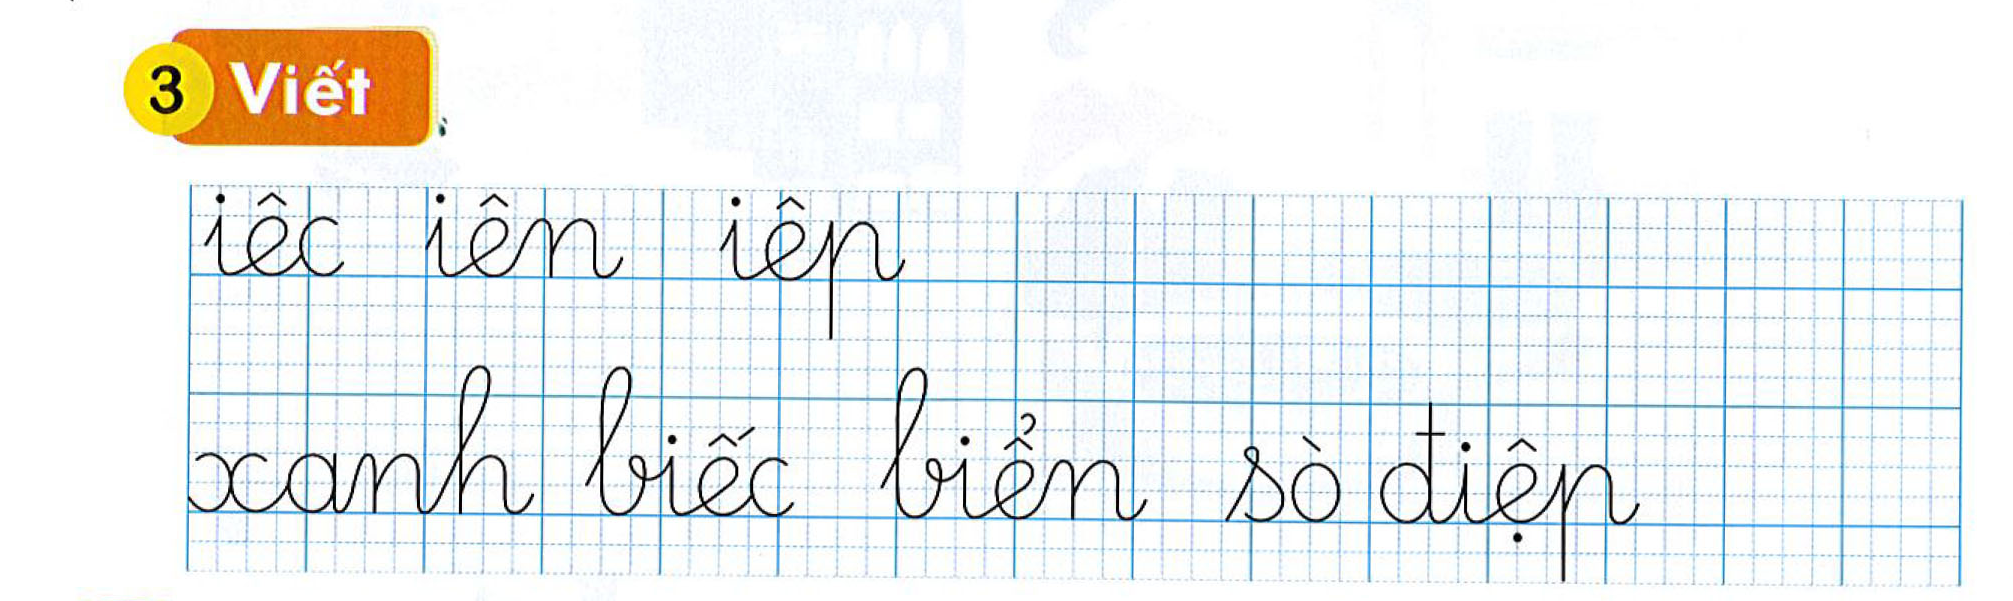 3 Viết
iêc iên iêp
xanh biếc biển sò điệp